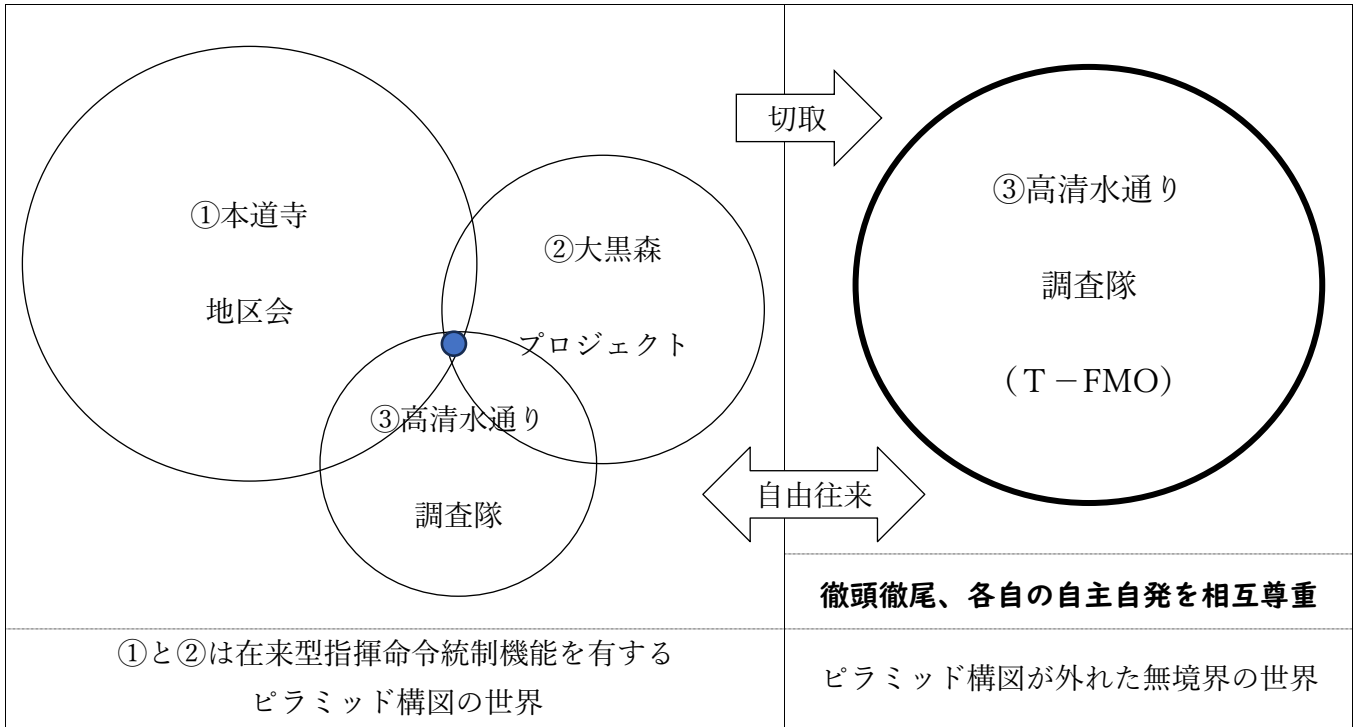 ①本道寺
地区会
②大黒森
プロジェクト
③高清水通り
調査隊
切取
自由往来
③高清水通り
調査隊
(T-FMO)
徹頭徹尾、各自の自主自発を相互尊重
①と②は在来型指揮命令統制機能を有する
ピラミッド構図の世界
ピラミッド構図が外れた無境界の世界